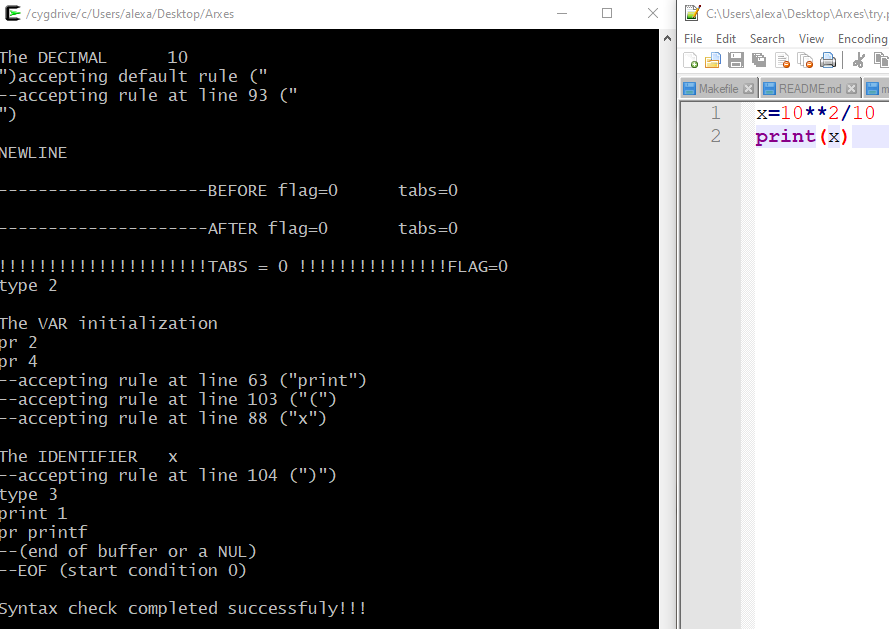 /cygdrive/c/Users/alexa/Desktop/Arxes
The DECIMAL 10
")accepting default rule ("
--accepting rule at line 93 ("
")
NEWLINE
---------------------BEFORE flag=0 tabs=0
---------------------AFTER flag=0 tabs=0
!!!!!!!!!!!!!!!!!!!!!TABS = 0 !!!!!!!!!!!!!!!FLAG=0
type 2
The VAR initialization
pr 2
pr 4
--accepting rule at line 63 ("print")
--accepting rule at line 103 ("(")
--accepting rule at line 88 ("x")
The IDENTIFIER x
--accepting rule at line 104 (")")
type 3
print 1
pr printf
--(end of buffer or a NUL)
--EOF (start condition 0)
Syntax check completed successfuly!!!
C:\Users\alexa\Desktop\Arxes\try.p
File Edit Search View Encoding
Makefile README.md m
1 x=10**2/10
2 print(x)